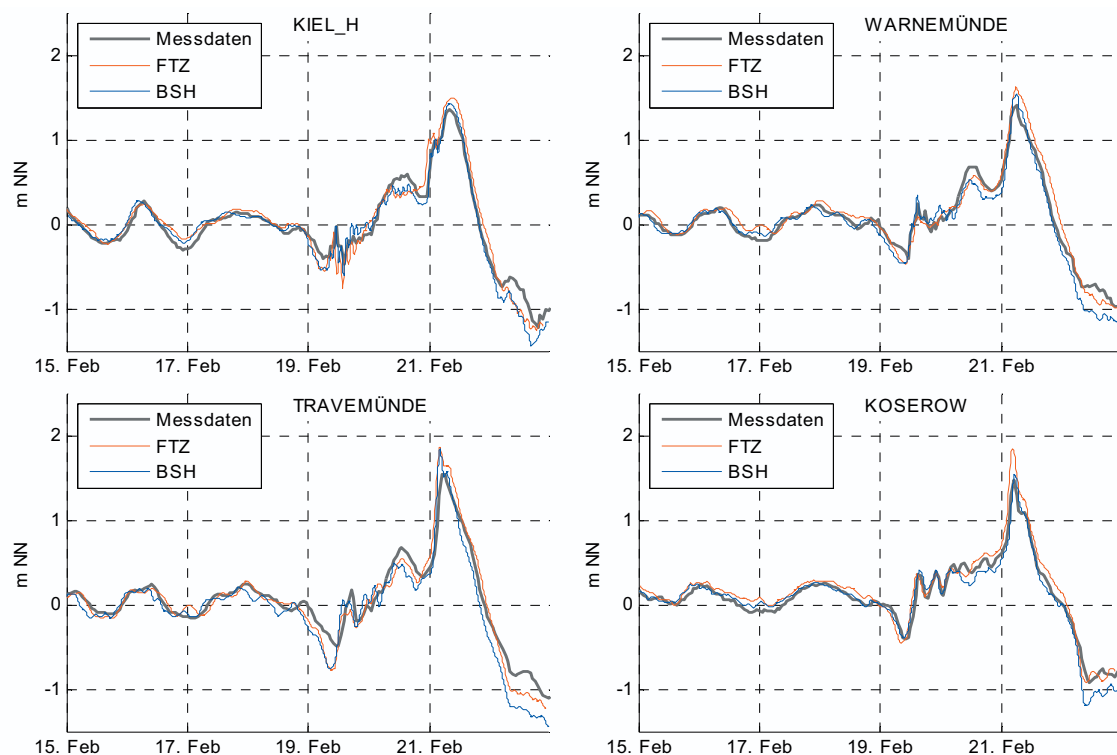 KIEL_H
Messdaten
FTZ
BSH
m NN
2
1
0
-1
15. Feb
17. Feb
19. Feb
21. Feb
WARNEMÜNDE
Messdaten
FTZ
BSH
m NN
2
1
0
-1
15. Feb
17. Feb
19. Feb
21. Feb
TRAVEMÜNDE
Messdaten
FTZ
BSH
m NN
2
1
0
-1
15. Feb
17. Feb
19. Feb
21. Feb
KOSEROW
Messdaten
FTZ
BSH
m NN
2
1
0
-1
15. Feb
17. Feb
19. Feb
21. Feb